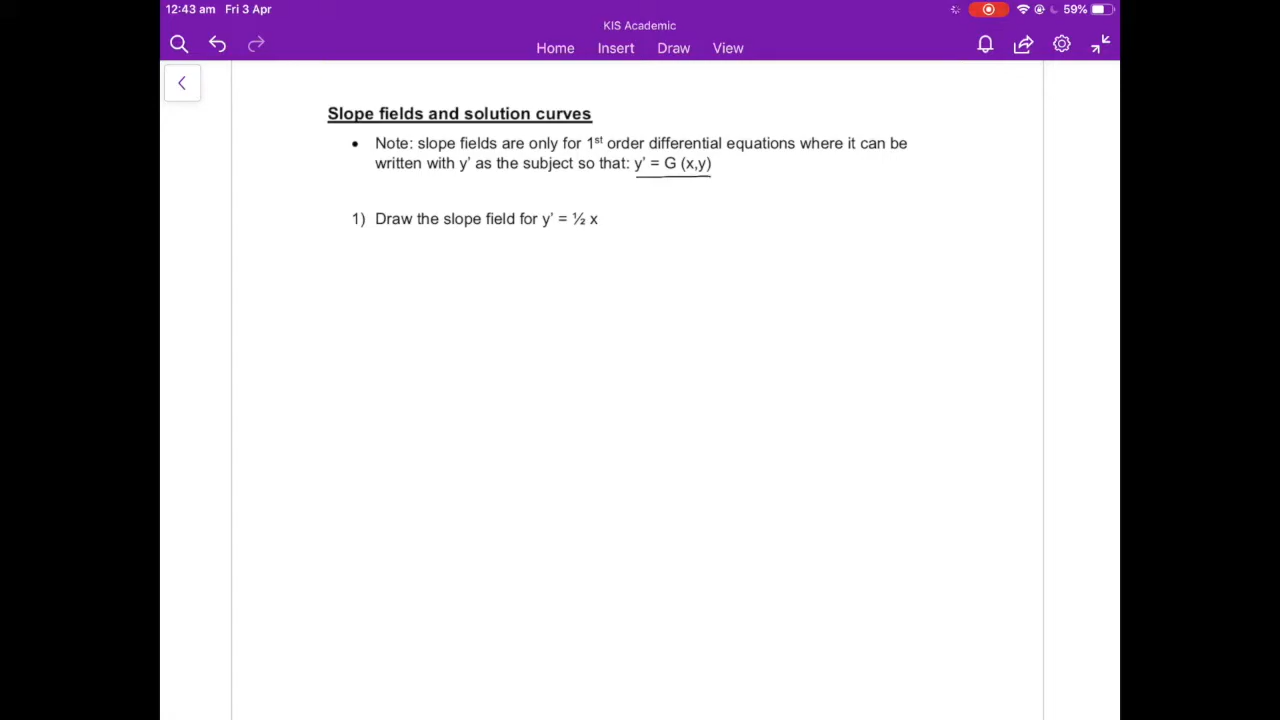 12:43 am Fri 3 Apr
59%
KIS Academic
Home Insert Draw View
Slope fields and solution curves
• Note: slope fields are only for 1st order differential equations where it can be
written with y’ as the subject so that: y’ = G (x,y)
1) Draw the slope field for y’ = ½ x